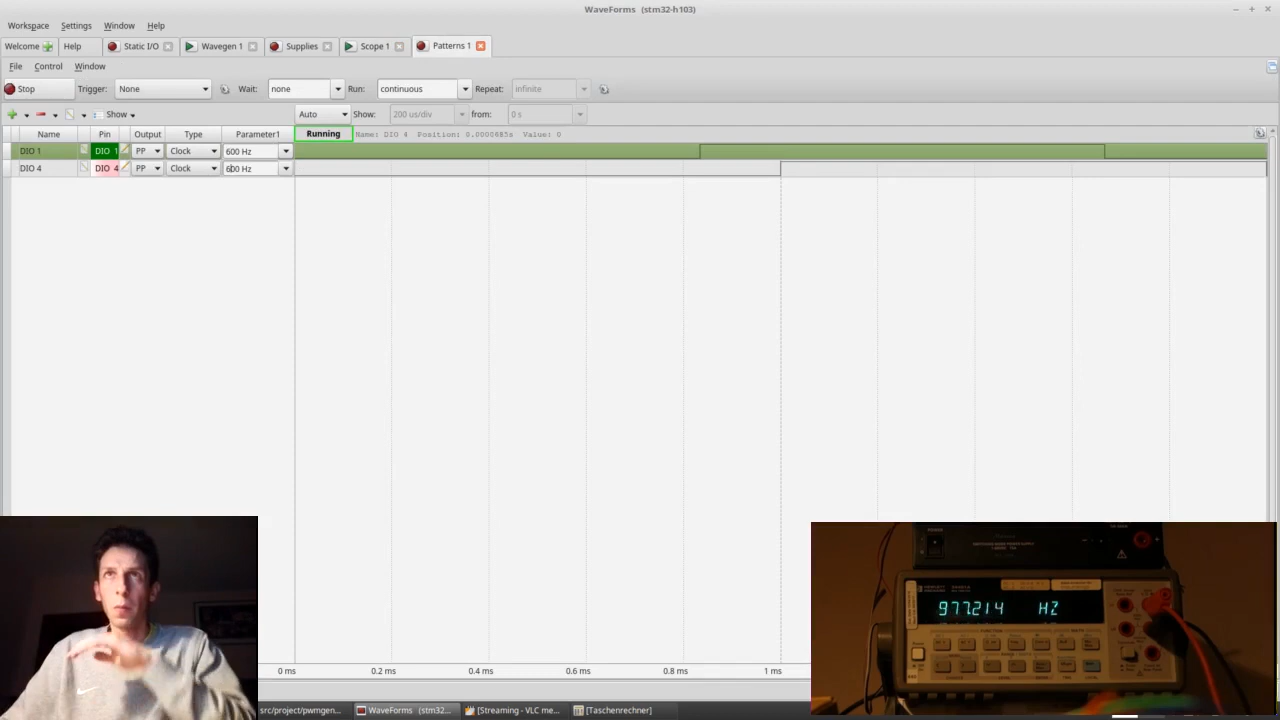 WaveForms (stm32-h103)
Workspace Settings Window Help
Welcome Help Static I/O Wavegen 1 Supplies Scope 1 Patterns 1
File Control Window
Stop Trigger: None Wait: none Run: continuous Repeat: infinite
Show Auto Show: 200 us/div from: 0 s
Name Pin Output Type Parameter1 Running Name: DIO 4 Position: 0.0000685s Value: 0
DIO 1 DIO 1 PP Clock 600 Hz
DIO 4 DIO 4 PP Clock 600 Hz
977.214 HZ
0 ms 0.2 ms 0.4 ms 0.6 ms 0.8 ms 1 ms
src/project/pwmgen... WaveForms (stm32... [Streaming - VLC me... [Taschenrechner]